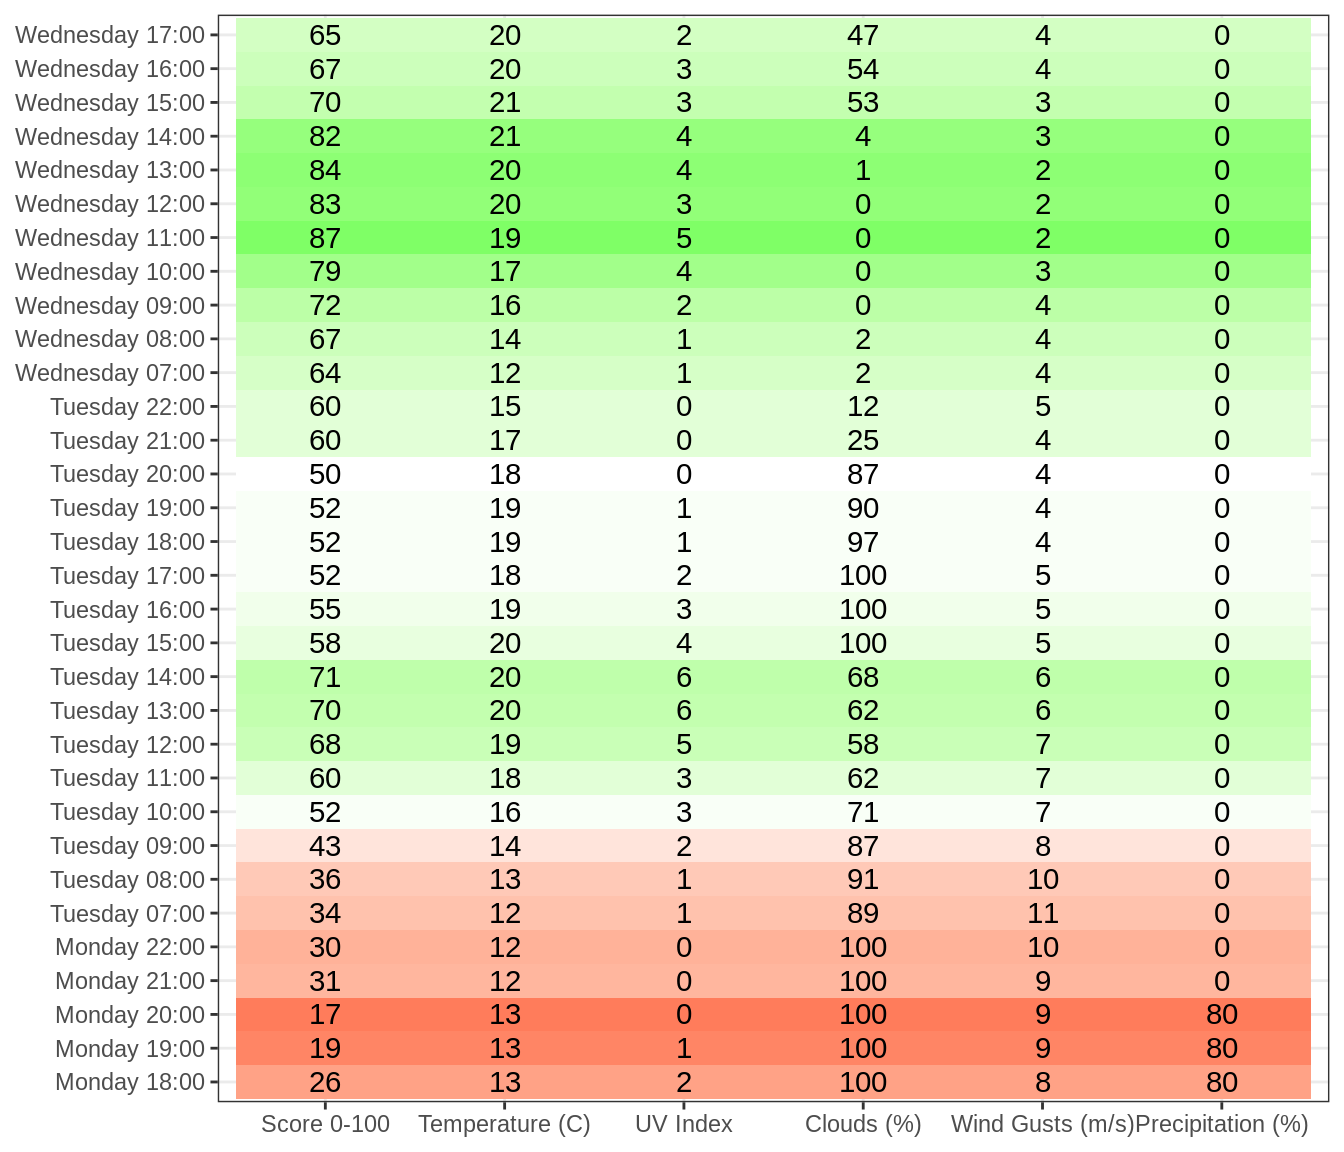 Wednesday 17:00 65 20 2 47 4 0
Wednesday 16:00 67 20 3 54 4 0
Wednesday 15:00 70 21 3 53 3 0
Wednesday 14:00 82 21 4 4 3 0
Wednesday 13:00 84 20 4 1 2 0
Wednesday 12:00 83 20 3 0 2 0
Wednesday 11:00 87 19 5 0 2 0
Wednesday 10:00 79 17 4 0 3 0
Wednesday 09:00 72 16 2 0 4 0
Wednesday 08:00 67 14 1 2 4 0
Wednesday 07:00 64 12 1 2 4 0
Tuesday 22:00 60 15 0 12 5 0
Tuesday 21:00 60 17 0 25 4 0
Tuesday 20:00 50 18 0 87 4 0
Tuesday 19:00 52 19 1 90 4 0
Tuesday 18:00 52 19 1 97 4 0
Tuesday 17:00 52 18 2 100 5 0
Tuesday 16:00 55 19 3 100 5 0
Tuesday 15:00 58 20 4 100 5 0
Tuesday 14:00 71 20 6 68 6 0
Tuesday 13:00 70 20 6 62 6 0
Tuesday 12:00 68 19 5 58 7 0
Tuesday 11:00 60 18 3 62 7 0
Tuesday 10:00 52 16 3 71 7 0
Tuesday 09:00 43 14 2 87 8 0
Tuesday 08:00 36 13 1 91 10 0
Tuesday 07:00 34 12 1 89 11 0
Monday 22:00 30 12 0 100 10 0
Monday 21:00 31 12 0 100 9 0
Monday 20:00 17 13 0 100 9 80
Monday 19:00 19 13 1 100 9 80
Monday 18:00 26 13 2 100 8 80
Score 0-100 Temperature (C) UV Index Clouds (%) Wind Gusts (m/s) Precipitation (%)